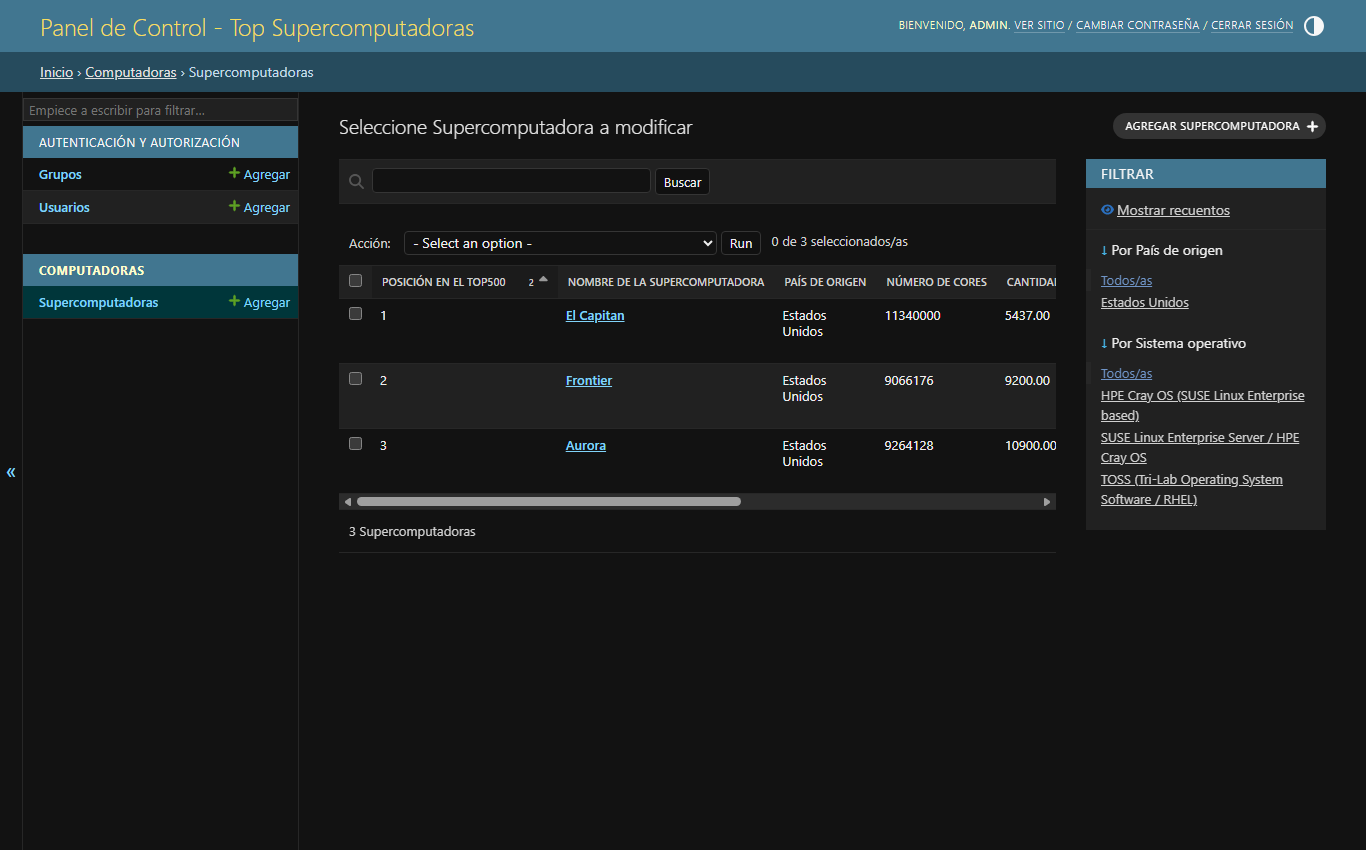 Panel de Control - Top Supercomputadoras
BIENVENIDO, ADMIN. VER SITIO / CAMBIAR CONTRASEÑA / CERRAR SESIÓN
Inicio › Computadoras › Supercomputadoras
Empiece a escribir para filtrar...
AUTENTICACIÓN Y AUTORIZACIÓN
Grupos + Agregar
Usuarios + Agregar
COMPUTADORAS
Supercomputadoras + Agregar
«
Seleccione Supercomputadora a modificar
AGREGAR SUPERCOMPUTADORA +
Buscar
Acción: - Select an option - Run 0 de 3 seleccionados/as
POSICIÓN EN EL TOP500 2 NOMBRE DE LA SUPERCOMPUTADORA PAÍS DE ORIGEN NÚMERO DE CORES CANTIDA
1 El Capitan Estados Unidos 11340000 5437.00
2 Frontier Estados Unidos 9066176 9200.00
3 Aurora Estados Unidos 9264128 10900.00
3 Supercomputadoras
FILTRAR
Mostrar recuentos
↓ Por País de origen
Todos/as
Estados Unidos
↓ Por Sistema operativo
Todos/as
HPE Cray OS (SUSE Linux Enterprise
based)
SUSE Linux Enterprise Server / HPE
Cray OS
TOSS (Tri-Lab Operating System
Software / RHEL)